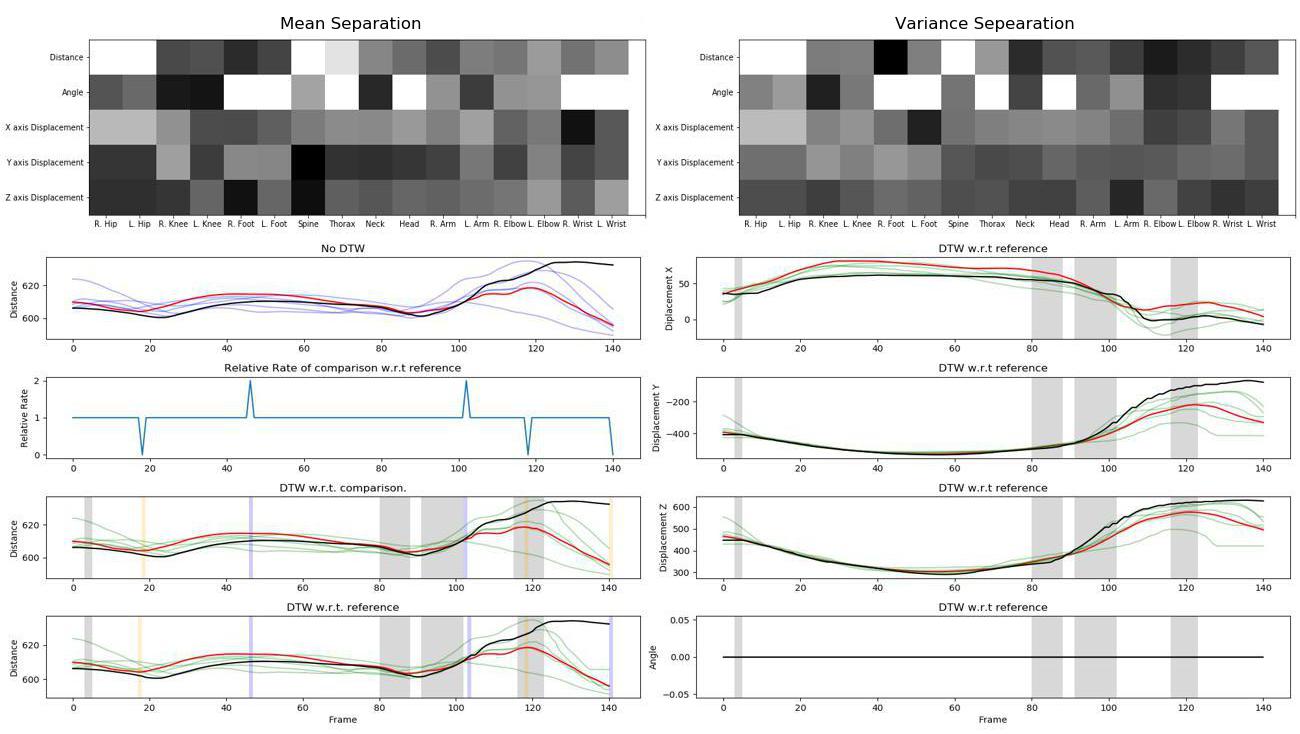 Mean Separation
Variance Sepearation
Distance
Angle
X axis Displacement
Y axis Displacement
Z axis Displacement
R. Hip L. Hip R. Knee L. Knee R. Foot L. Foot Spine Thorax Neck Head R. Arm L. Arm R. Elbow L. Elbow R. Wrist L. Wrist
Distance
Angle
X axis Displacement
Y axis Displacement
Z axis Displacement
R. Hip L. Hip R. Knee L. Knee R. Foot L. Foot Spine Thorax Neck Head R. Arm L. Arm R. Elbow L. Elbow R. Wrist L. Wrist
No DTW
Distance
620
600
0 20 40 60 80 100 120 140
DTW w.r.t reference
Diplacement X
50
0
0 20 40 60 80 100 120 140
Relative Rate of comparison w.r.t reference
Relative Rate
2
1
0
0 20 40 60 80 100 120 140
DTW w.r.t reference
Displacement Y
−200
−400
0 20 40 60 80 100 120 140
DTW w.r.t. comparison.
Distance
620
600
0 20 40 60 80 100 120 140
DTW w.r.t reference
Displacement Z
600
500
400
300
0 20 40 60 80 100 120 140
DTW w.r.t. reference
Distance
620
600
0 20 40 60 80 100 120 140
Frame
DTW w.r.t reference
Angle
0.05
0.00
−0.05
0 20 40 60 80 100 120 140
Frame